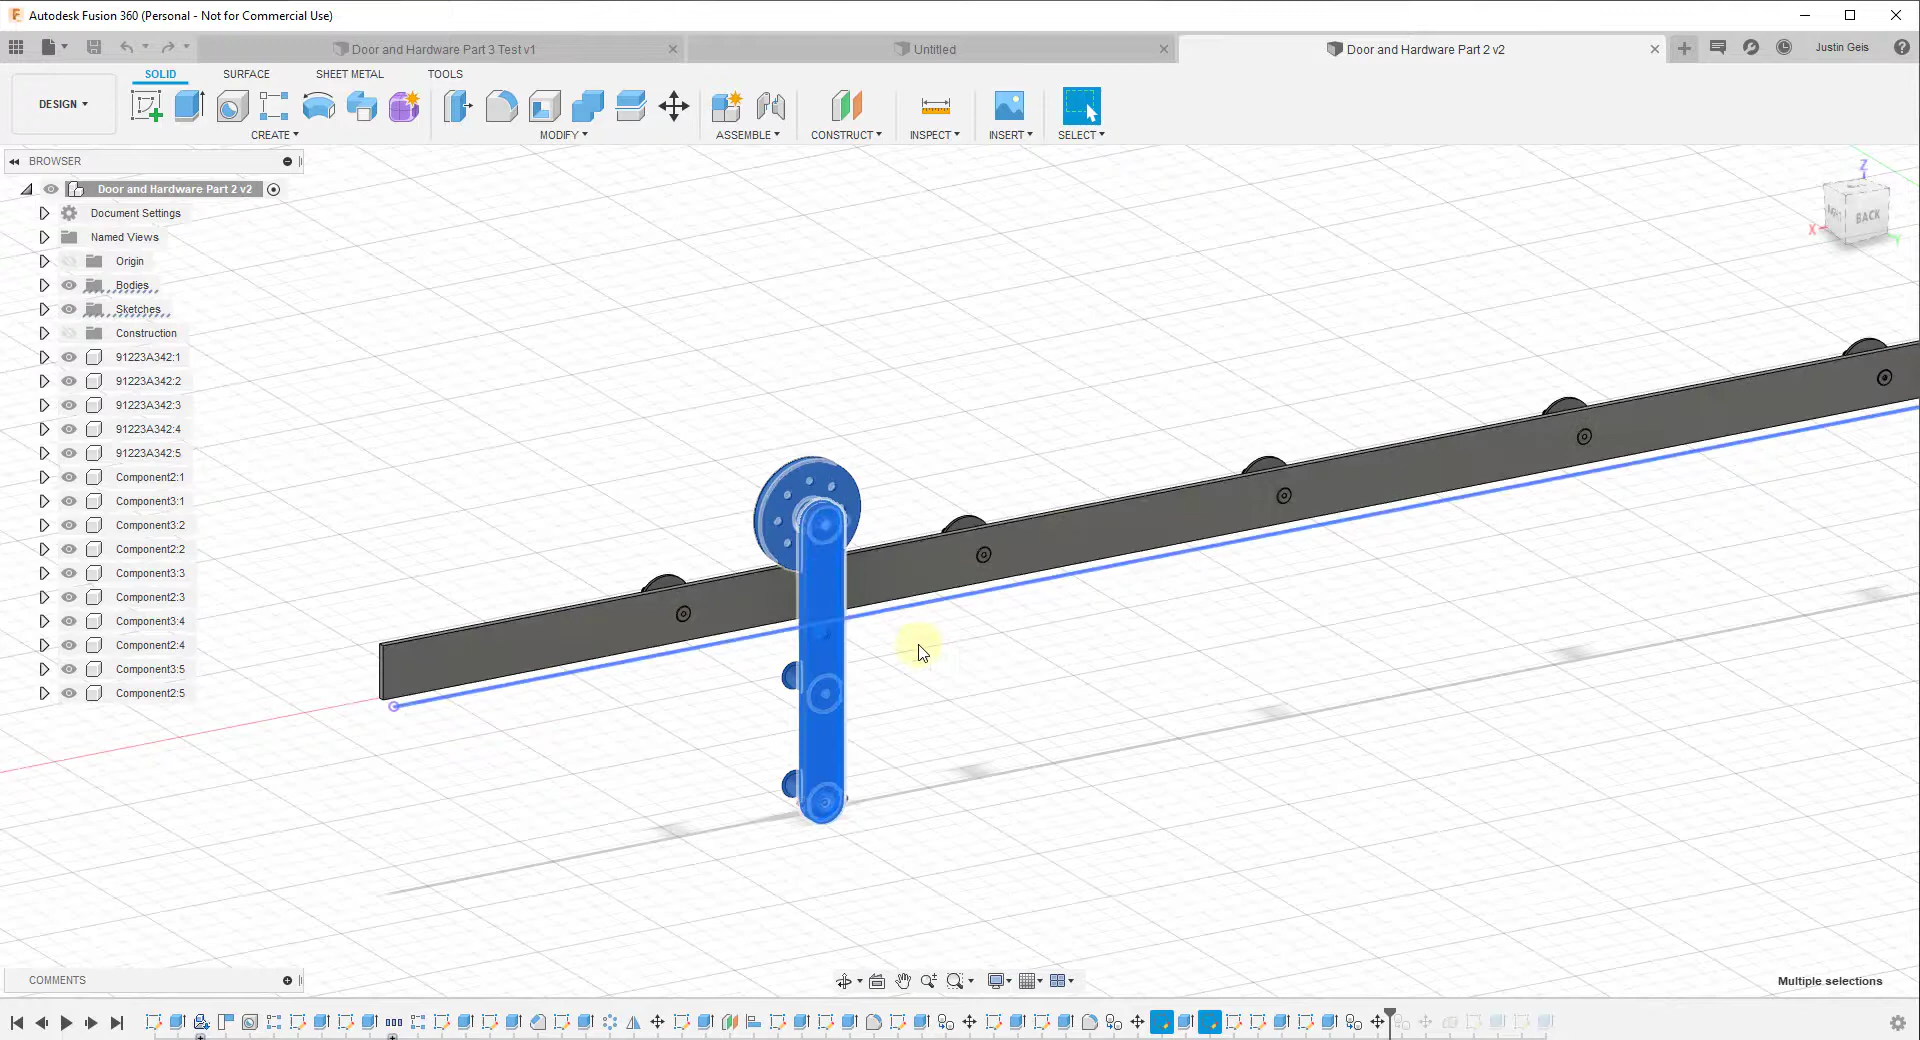 Autodesk Fusion 360 (Personal - Not for Commercial Use)
Door and Hardware Part 3 Test v1
Untitled
Door and Hardware Part 2 v2
Justin Geis
SOLID
SURFACE
SHEET METAL
TOOLS
DESIGN
CREATE
MODIFY
ASSEMBLE
CONSTRUCT
INSPECT
INSERT
SELECT
BROWSER
Door and Hardware Part 2 v2
Document Settings
Named Views
Origin
Bodies
Sketches
Construction
91223A342:1
91223A342:2
91223A342:3
91223A342:4
91223A342:5
Component2:1
Component3:1
Component3:2
Component2:2
Component3:3
Component2:3
Component3:4
Component2:4
Component3:5
Component2:5
Z
BACK
X
Y
COMMENTS
Multiple selections